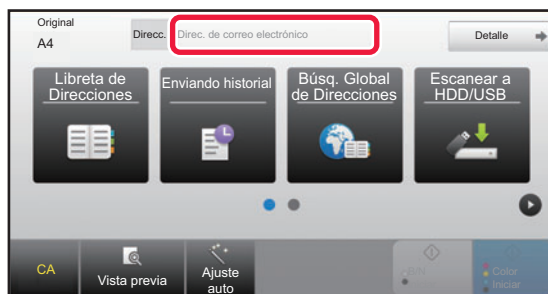 Original
A4
Direcc.
Direc. de correo electrónico
Detalle
Libreta de
Direcciones
Enviando historial
Búsq. Global
de Direcciones
Escanear a
HDD/USB
CA
Vista previa
Ajuste
auto
Color
Iniciar